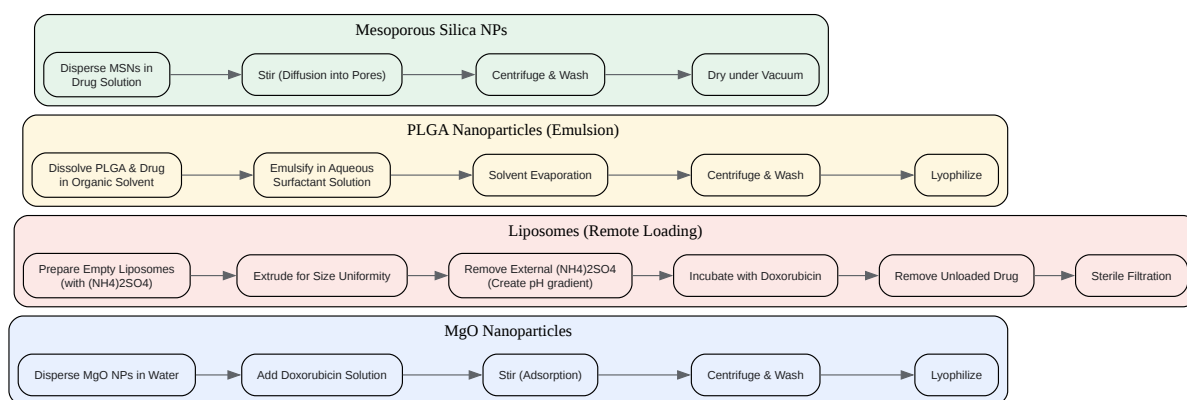 Mesoporous Silica NPs
Disperse MSNs in
Drug Solution
Stir (Diffusion into Pores)
Centrifuge & Wash
Dry under Vacuum
PLGA Nanoparticles (Emulsion)
Dissolve PLGA & Drug
in Organic Solvent
Emulsify in Aqueous
Surfactant Solution
Solvent Evaporation
Centrifuge & Wash
Lyophilize
Liposomes (Remote Loading)
Prepare Empty Liposomes
(with (NH4)2SO4)
Extrude for Size Uniformity
Remove External (NH4)2SO4
(Create pH gradient)
Incubate with Doxorubicin
Remove Unloaded Drug
Sterile Filtration
MgO Nanoparticles
Disperse MgO NPs in Water
Add Doxorubicin Solution
Stir (Adsorption)
Centrifuge & Wash
Lyophilize